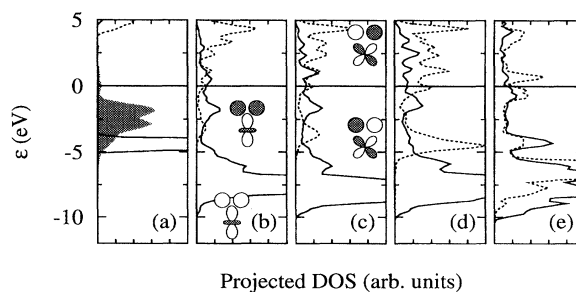 5
0
-5
-10
ε (eV)
(a) (b) (c) (d) (e)
Projected DOS (arb. units)